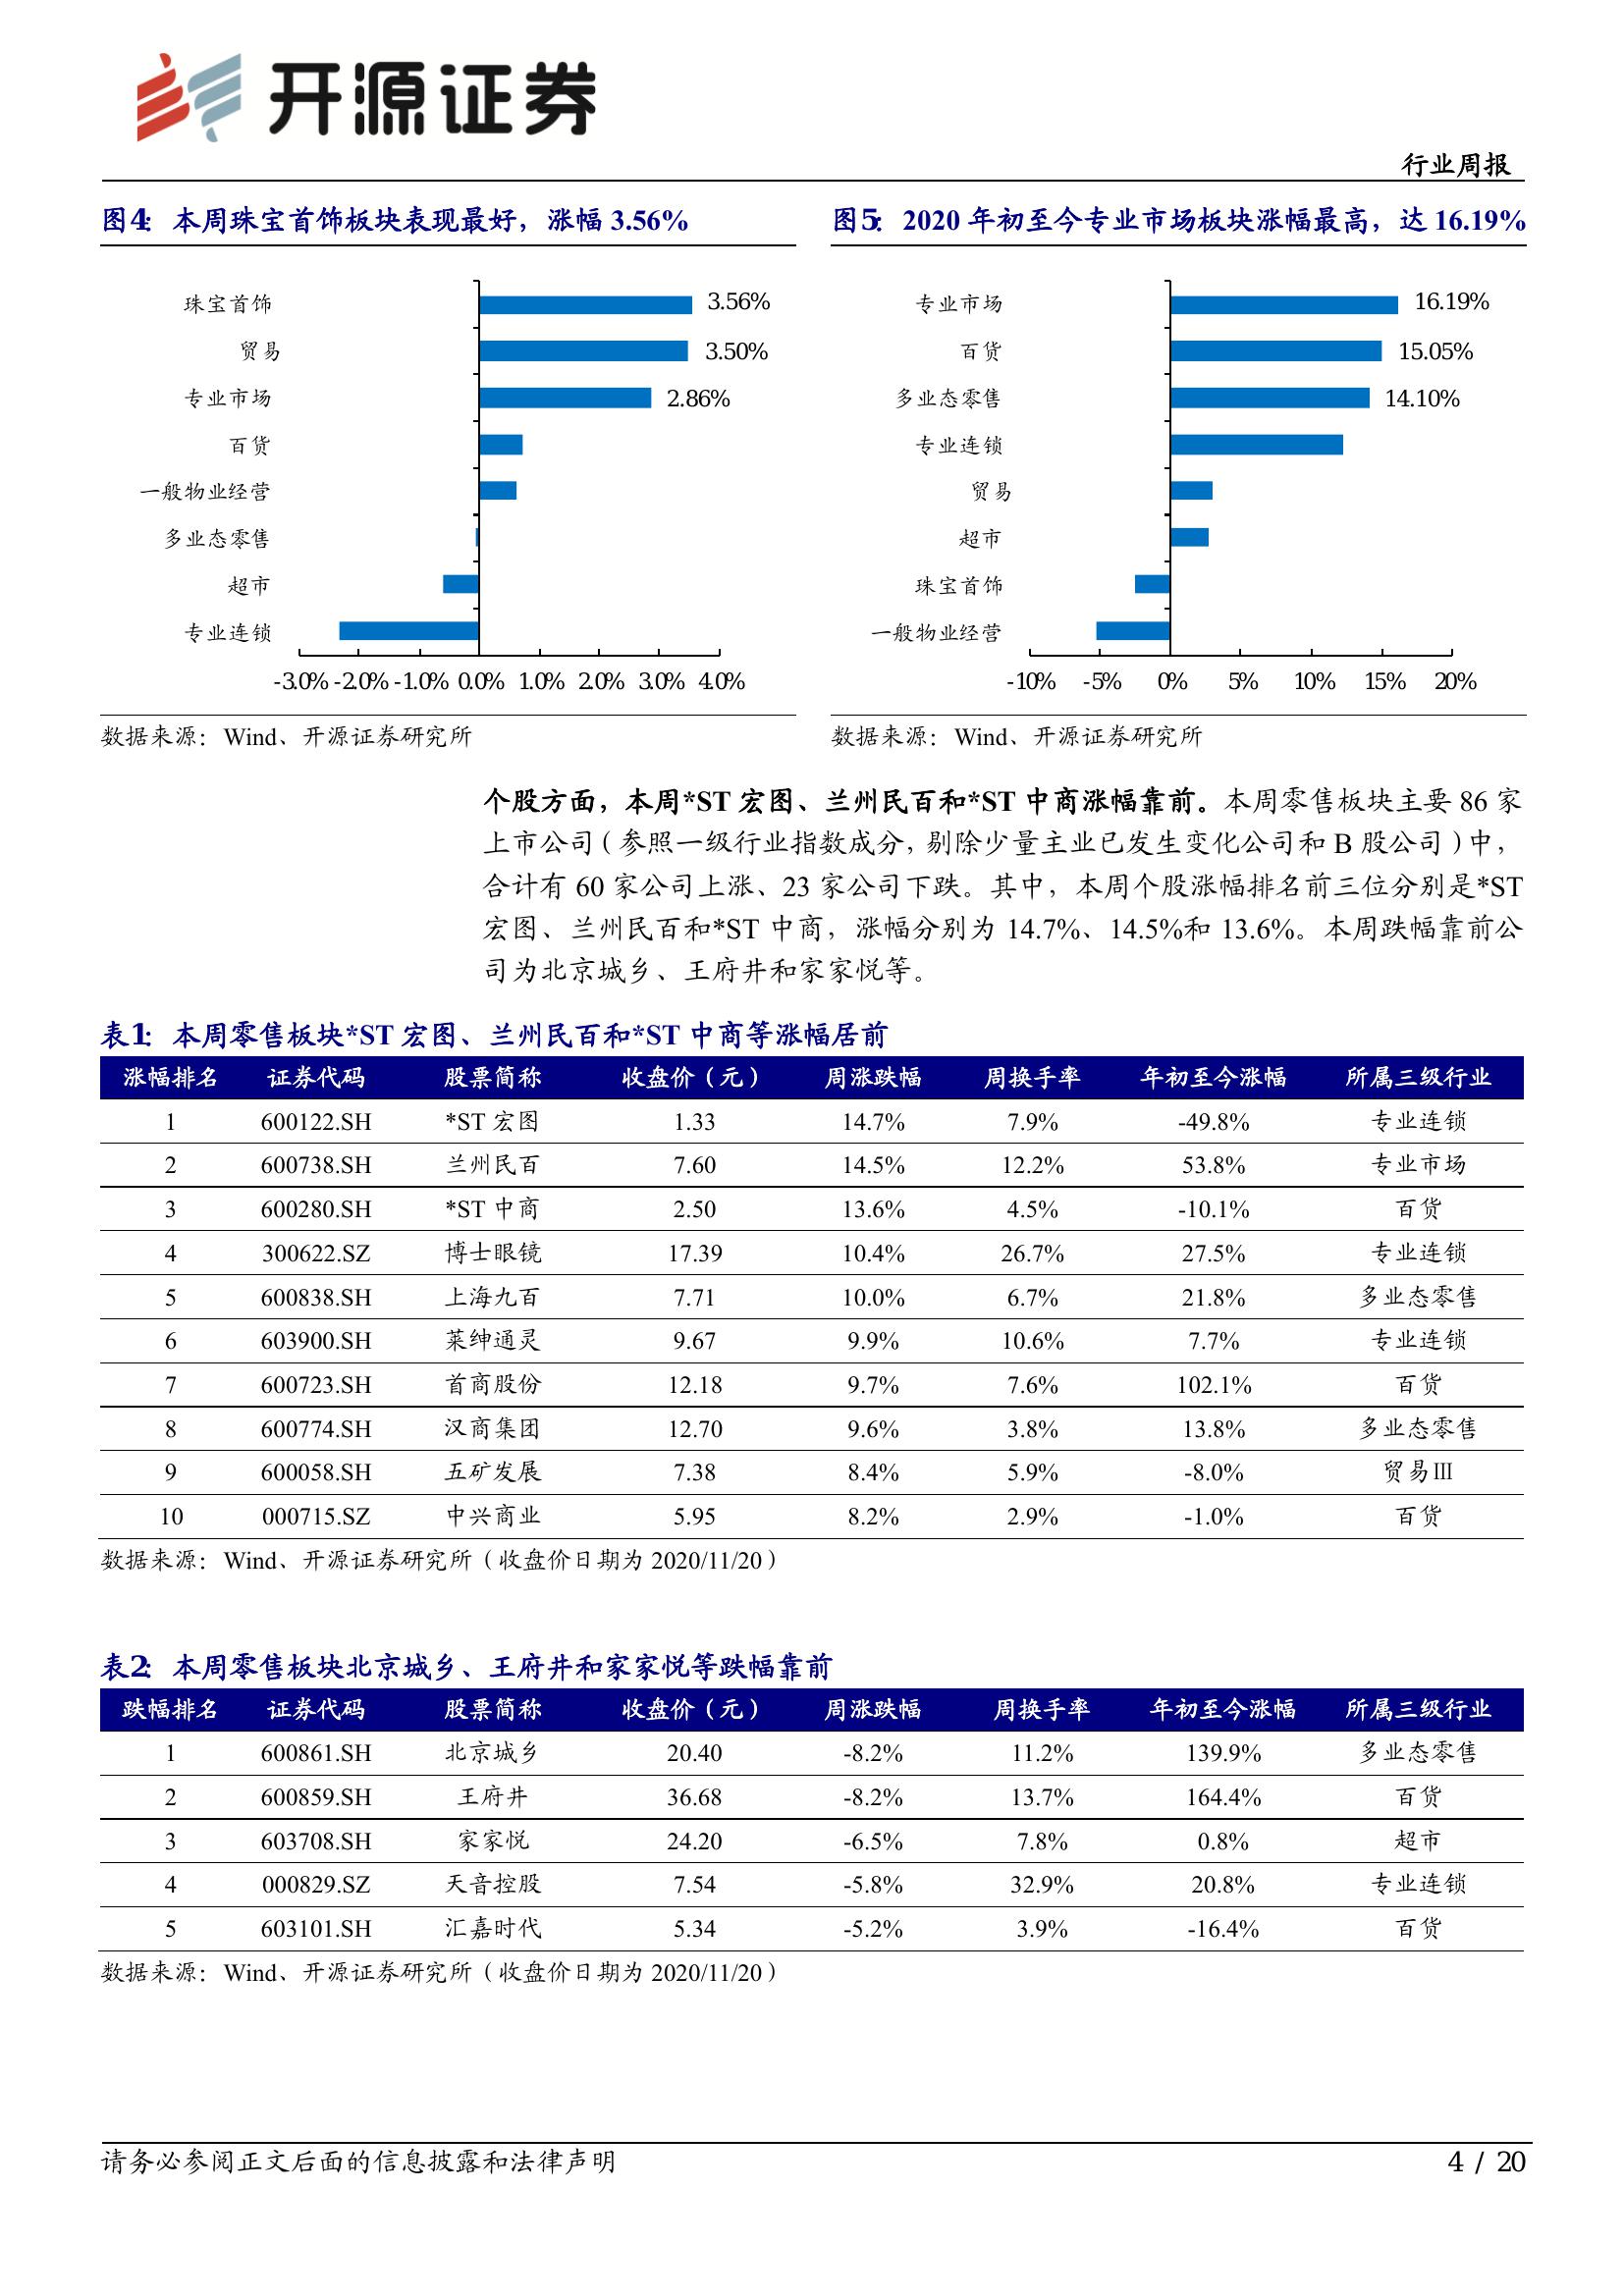 开源证券
行业周报
图4：本周珠宝首饰板块表现最好，涨幅 3.56%
珠宝首饰 3.56%
贸易 3.50%
专业市场 2.86%
百货
一般物业经营
多业态零售
超市
专业连锁
-3.0% -2.0% -1.0% 0.0% 1.0% 2.0% 3.0% 4.0%
数据来源：Wind、开源证券研究所
图5：2020 年初至今专业市场板块涨幅最高，达 16.19%
专业市场 16.19%
百货 15.05%
多业态零售 14.10%
专业连锁
贸易
超市
珠宝首饰
一般物业经营
-10% -5% 0% 5% 10% 15% 20%
数据来源：Wind、开源证券研究所
个股方面，本周*ST 宏图、兰州民百和*ST 中商涨幅靠前。本周零售板块主要 86 家
上市公司（参照一级行业指数成分，剔除少量主业已发生变化公司和 B 股公司）中，
合计有 60 家公司上涨、23 家公司下跌。其中，本周个股涨幅排名前三位分别是*ST
宏图、兰州民百和*ST 中商，涨幅分别为 14.7%、14.5%和 13.6%。本周跌幅靠前公
司为北京城乡、王府井和家家悦等。
表1：本周零售板块*ST 宏图、兰州民百和*ST 中商等涨幅居前
涨幅排名 证券代码 股票简称 收盘价（元） 周涨跌幅 周换手率 年初至今涨幅 所属三级行业
1 600122.SH *ST 宏图 1.33 14.7% 7.9% -49.8% 专业连锁
2 600738.SH 兰州民百 7.60 14.5% 12.2% 53.8% 专业市场
3 600280.SH *ST 中商 2.50 13.6% 4.5% -10.1% 百货
4 300622.SZ 博士眼镜 17.39 10.4% 26.7% 27.5% 专业连锁
5 600838.SH 上海九百 7.71 10.0% 6.7% 21.8% 多业态零售
6 603900.SH 莱绅通灵 9.67 9.9% 10.6% 7.7% 专业连锁
7 600723.SH 首商股份 12.18 9.7% 7.6% 102.1% 百货
8 600774.SH 汉商集团 12.70 9.6% 3.8% 13.8% 多业态零售
9 600058.SH 五矿发展 7.38 8.4% 5.9% -8.0% 贸易Ⅲ
10 000715.SZ 中兴商业 5.95 8.2% 2.9% -1.0% 百货
数据来源：Wind、开源证券研究所（收盘价日期为 2020/11/20）
表2：本周零售板块北京城乡、王府井和家家悦等跌幅靠前
跌幅排名 证券代码 股票简称 收盘价（元） 周涨跌幅 周换手率 年初至今涨幅 所属三级行业
1 600861.SH 北京城乡 20.40 -8.2% 11.2% 139.9% 多业态零售
2 600859.SH 王府井 36.68 -8.2% 13.7% 164.4% 百货
3 603708.SH 家家悦 24.20 -6.5% 7.8% 0.8% 超市
4 000829.SZ 天音控股 7.54 -5.8% 32.9% 20.8% 专业连锁
5 603101.SH 汇嘉时代 5.34 -5.2% 3.9% -16.4% 百货
数据来源：Wind、开源证券研究所（收盘价日期为 2020/11/20）
请务必参阅正文后面的信息披露和法律声明
4 / 20